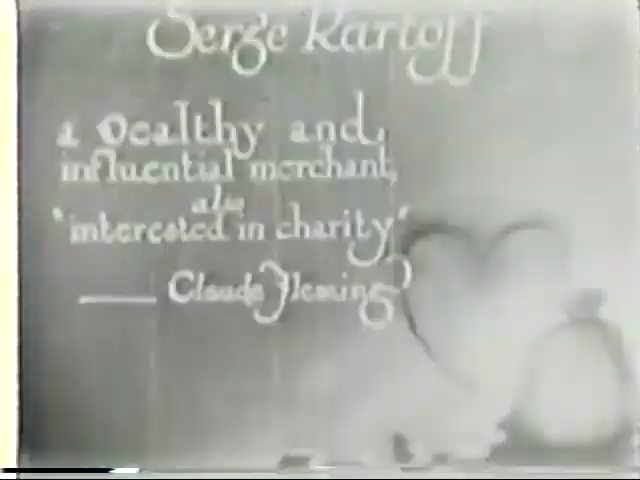 Serge Kartoff
a wealthy and
influential merchant,
also
"interested in charity"
— Claude Fleming